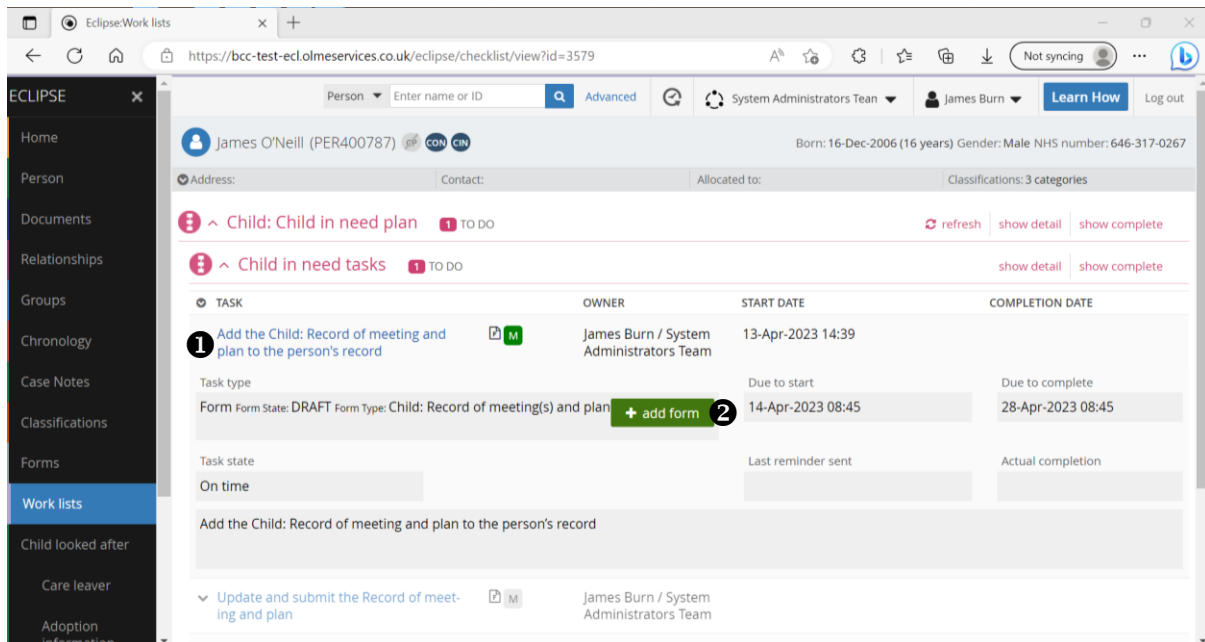 Eclipse:Work lists
https://bcc-test-ecl.olmeservices.co.uk/eclipse/checklist/view?id=3579
Not syncing
ECLIPSE
Person Enter name or ID Advanced System Administrators Tean James Burn Learn How Log out
Home
Person
Documents
Relationships
Groups
Chronology
Case Notes
Classifications
Forms
Work lists
Child looked after
Care leaver
Adoption
information
James O'Neill (PER400787) CP CON CIN
Born: 16-Dec-2006 (16 years) Gender: Male NHS number: 646-317-0267
Address: Contact: Allocated to: Classifications: 3 categories
Child: Child in need plan 1 TO DO refresh show detail show complete
Child in need tasks 1 TO DO show detail show complete
TASK OWNER START DATE COMPLETION DATE
1 Add the Child: Record of meeting and M James Burn / System 13-Apr-2023 14:39
plan to the person's record Administrators Team
Task type Due to start Due to complete
Form Form State: DRAFT Form Type: Child: Record of meeting(s) and plan + add form 2 14-Apr-2023 08:45 28-Apr-2023 08:45
Task state Last reminder sent Actual completion
On time
Add the Child: Record of meeting and plan to the person's record
Update and submit the Record of meet- M James Burn / System
ing and plan Administrators Team